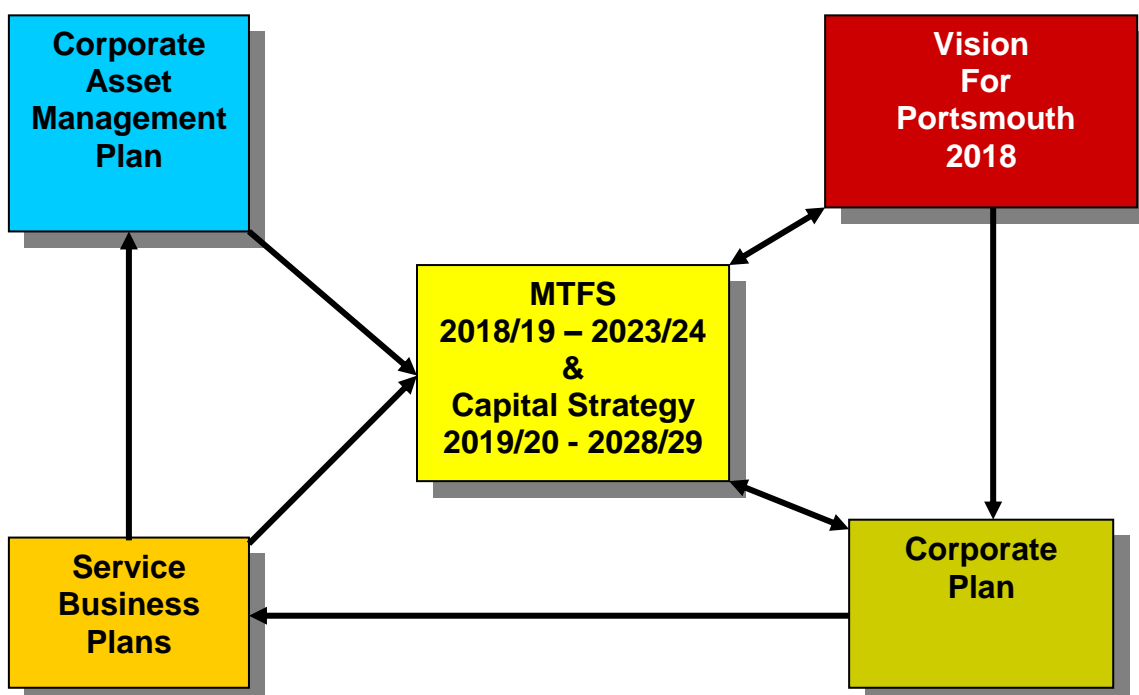 Corporate
Asset
Management
Plan
Vision
For
Portsmouth
2018
MTFS
2018/19 – 2023/24
&
Capital Strategy
2019/20 - 2028/29
Service
Business
Plans
Corporate
Plan